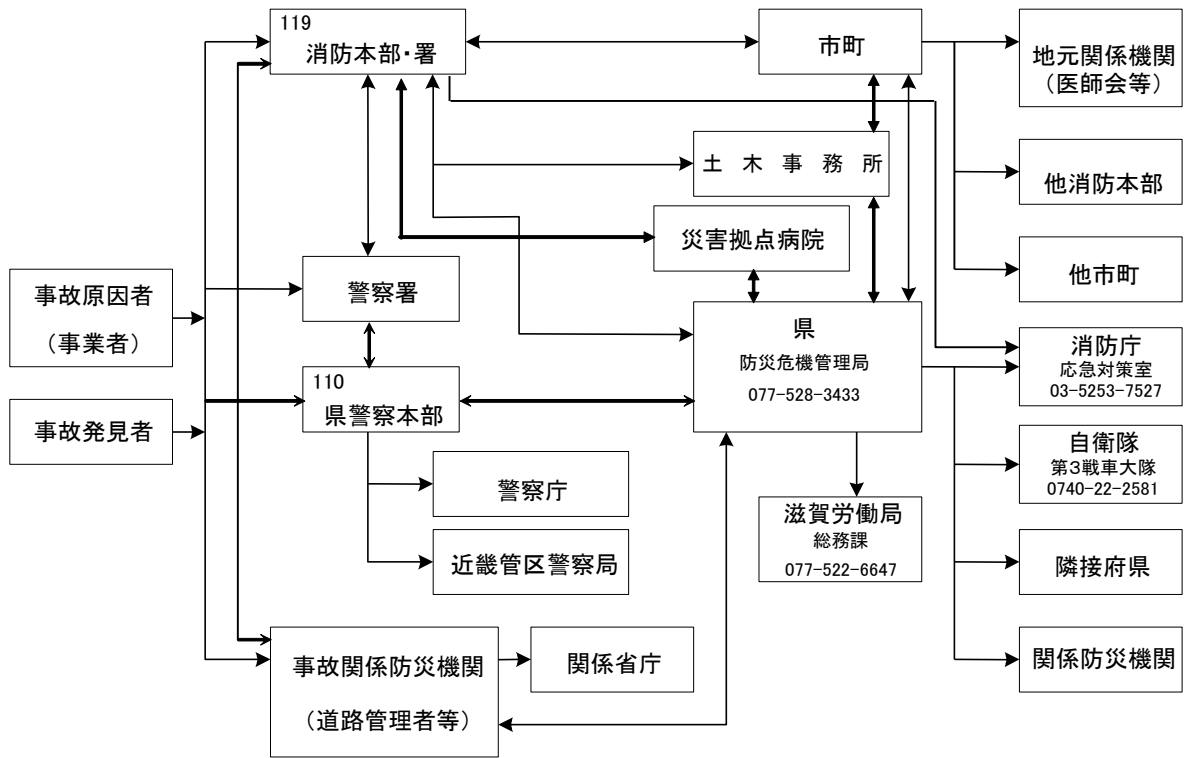 119
消防本部・署
市町
地元関係機関
（医師会等）
土　木　事　務　所
他消防本部
災害拠点病院
他市町
事故原因者
（事業者）
警察署
県
防災危機管理局
077-528-3433
消防庁
応急対策室
03-5253-7527
110
県警察本部
事故発見者
自衛隊
第３戦車大隊
0740-22-2581
警察庁
滋賀労働局
総務課
077-522-6647
近畿管区警察局
隣接府県
事故関係防災機関
（道路管理者等）
関係省庁
関係防災機関